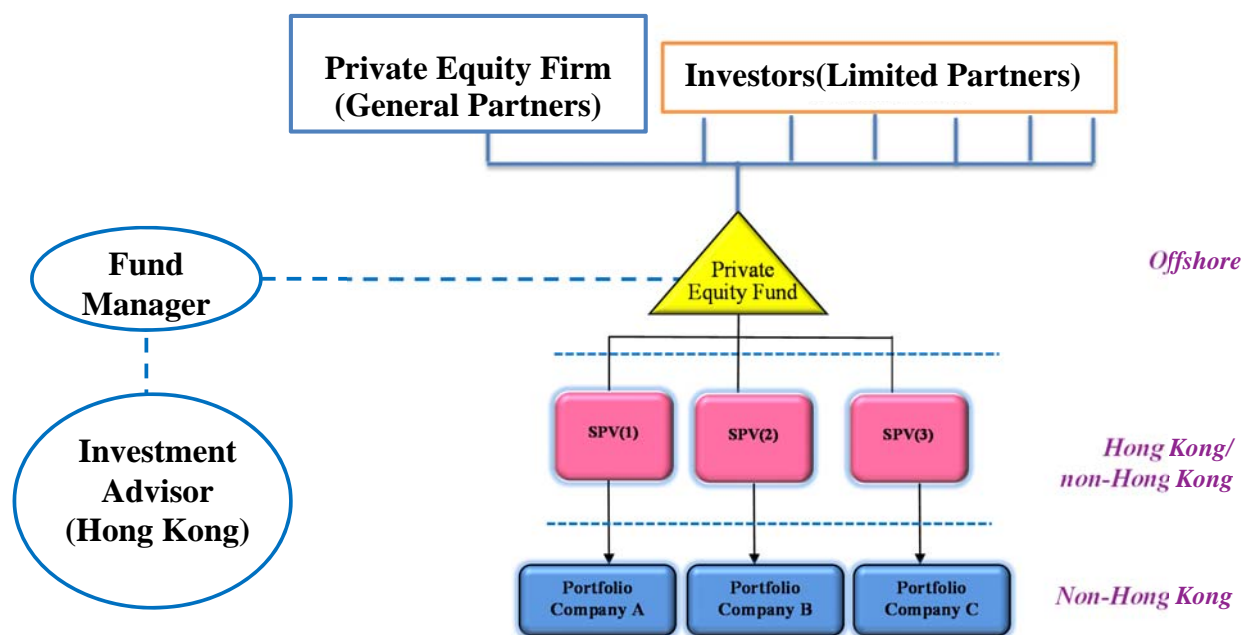 Private Equity Firm
(General Partners)
Investors(Limited Partners)
Fund
Manager
Private
Equity Fund
Offshore
Investment
Advisor
(Hong Kong)
SPV(1)
SPV(2)
SPV(3)
Hong Kong/
non-Hong Kong
Portfolio
Company A
Portfolio
Company B
Portfolio
Company C
Non-Hong Kong